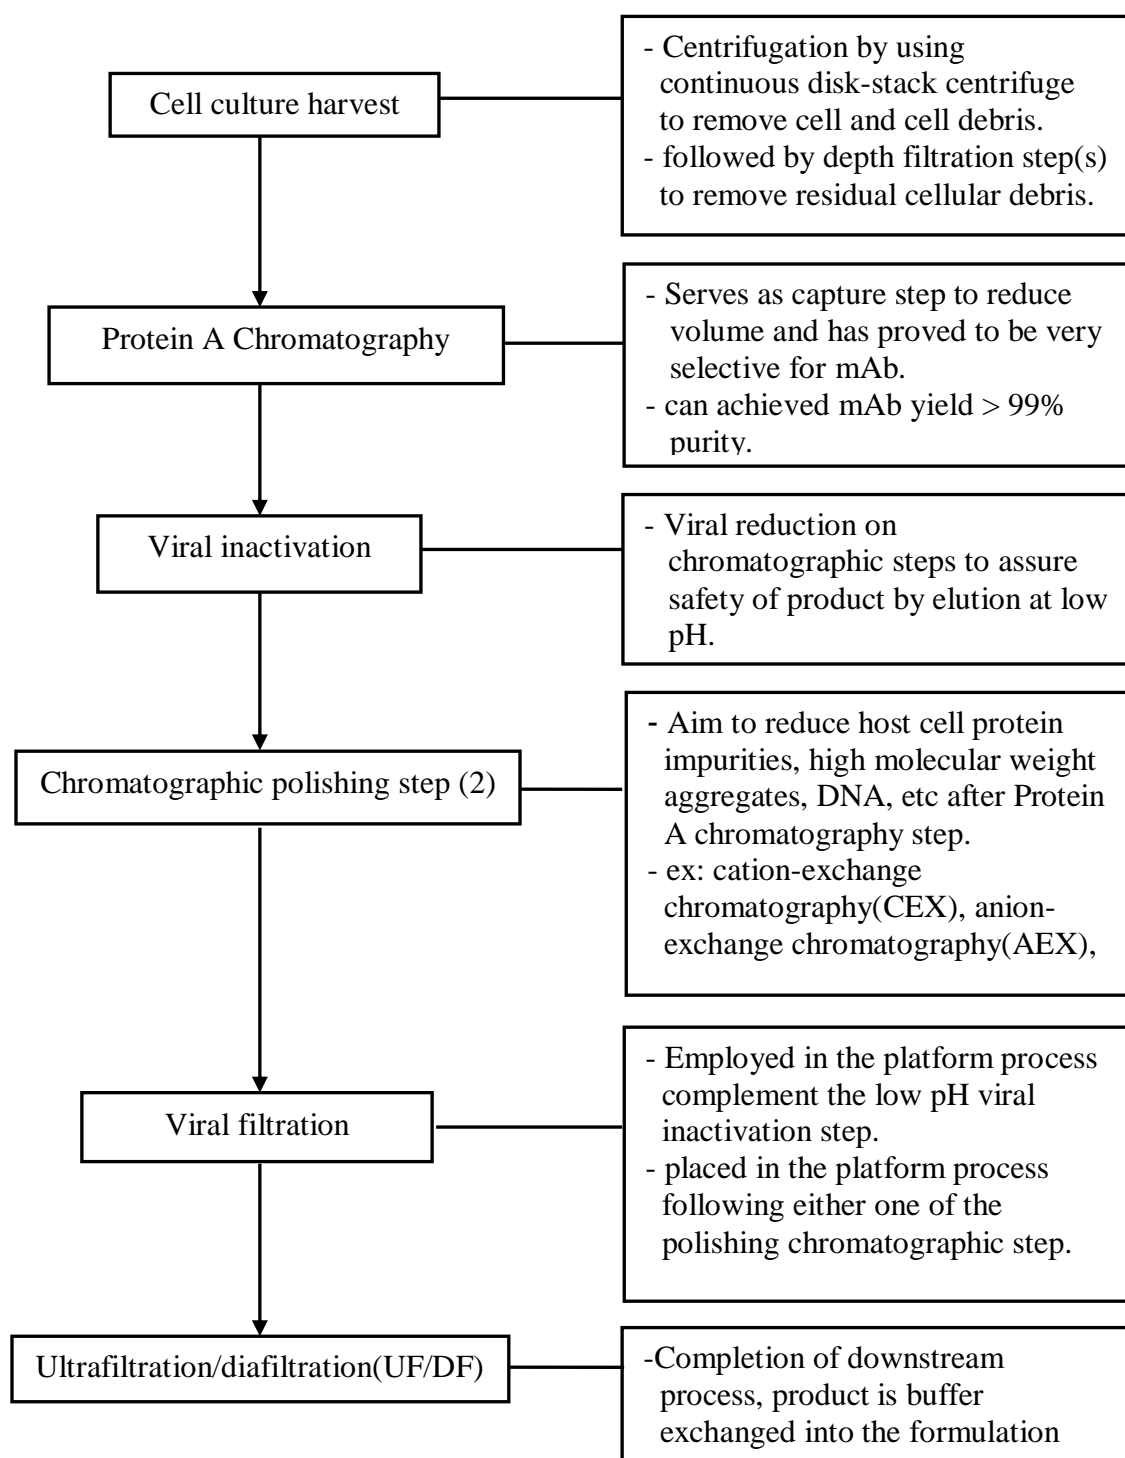 Cell culture harvest
- Centrifugation by using
continuous disk-stack centrifuge
to remove cell and cell debris.
- followed by depth filtration step(s)
to remove residual cellular debris.
Protein A Chromatography
- Serves as capture step to reduce
volume and has proved to be very
selective for mAb.
- can achieved mAb yield > 99%
purity.
Viral inactivation
- Viral reduction on
chromatographic steps to assure
safety of product by elution at low
pH.
Chromatographic polishing step (2)
- Aim to reduce host cell protein
impurities, high molecular weight
aggregates, DNA, etc after Protein
A chromatography step.
- ex: cation-exchange
chromatography(CEX), anion-
exchange chromatography(AEX),
Viral filtration
- Employed in the platform process
complement the low pH viral
inactivation step.
- placed in the platform process
following either one of the
polishing chromatographic step.
Ultrafiltration/diafiltration(UF/DF)
-Completion of downstream
process, product is buffer
exchanged into the formulation